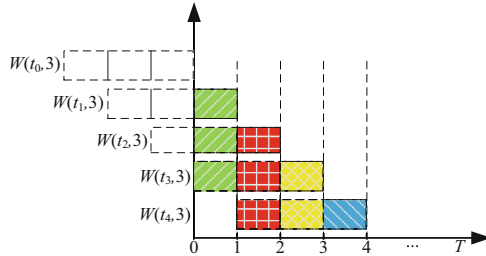 W(t₀,3)
W(t₁,3)
W(t₂,3)
W(t₃,3)
W(t₄,3)
0 1 2 3 4 ... T